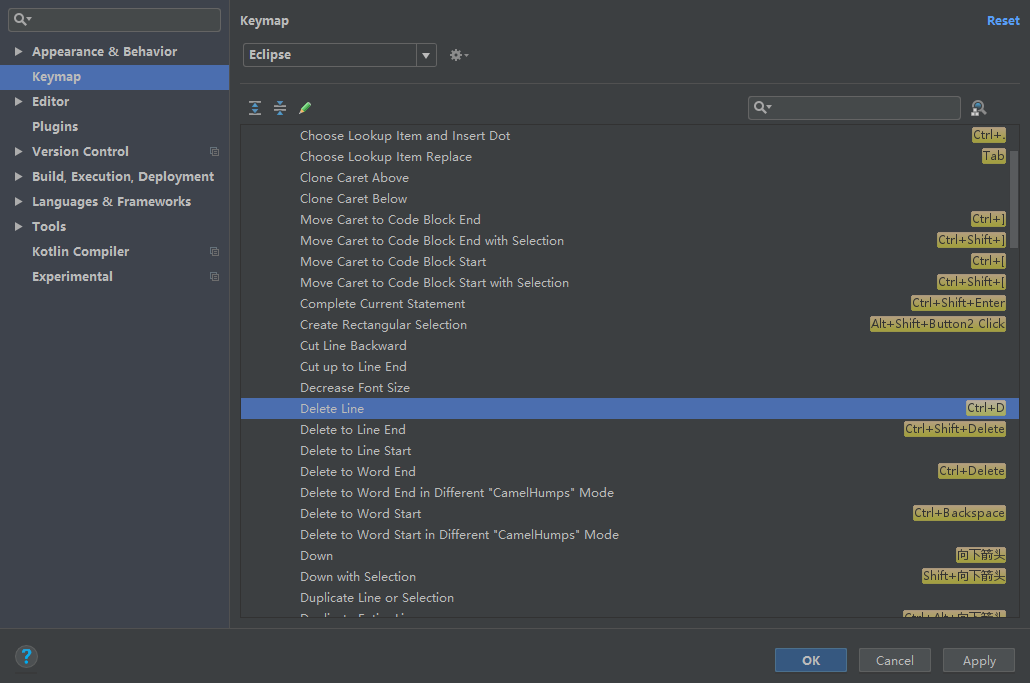 Appearance & Behavior
Keymap
Editor
Plugins
Version Control
Build, Execution, Deployment
Languages & Frameworks
Tools
Kotlin Compiler
Experimental
Keymap
Reset
Eclipse
Choose Lookup Item and Insert Dot Ctrl+.
Choose Lookup Item Replace Tab
Clone Caret Above
Clone Caret Below
Move Caret to Code Block End Ctrl+]
Move Caret to Code Block End with Selection Ctrl+Shift+]
Move Caret to Code Block Start Ctrl+[
Move Caret to Code Block Start with Selection Ctrl+Shift+[
Complete Current Statement Ctrl+Shift+Enter
Create Rectangular Selection Alt+Shift+Button2 Click
Cut Line Backward
Cut up to Line End
Decrease Font Size
Delete Line Ctrl+D
Delete to Line End Ctrl+Shift+Delete
Delete to Line Start
Delete to Word End Ctrl+Delete
Delete to Word End in Different "CamelHumps" Mode
Delete to Word Start Ctrl+Backspace
Delete to Word Start in Different "CamelHumps" Mode
Down 向下箭头
Down with Selection Shift+向下箭头
Duplicate Line or Selection
?
OK
Cancel
Apply